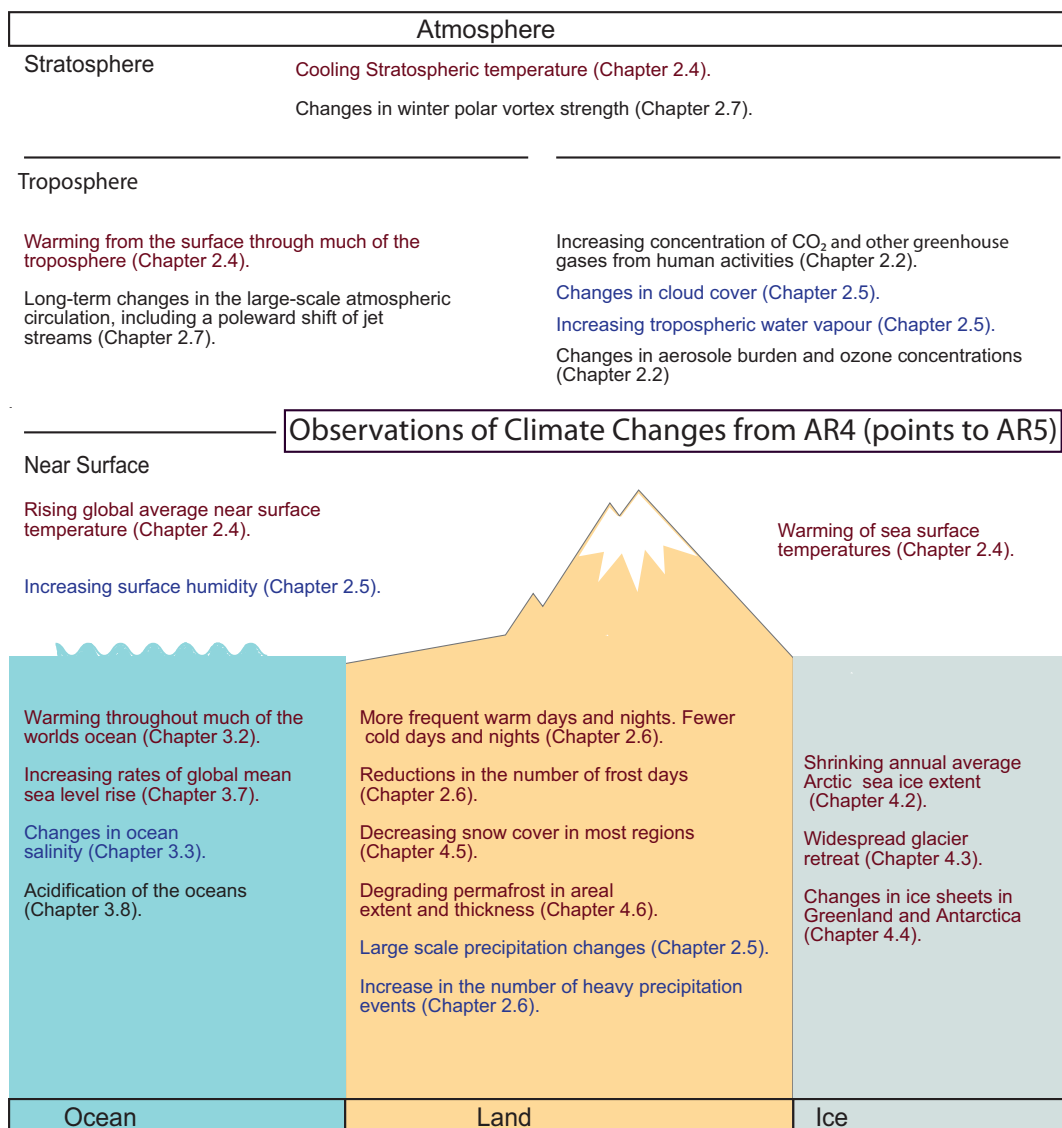 Atmosphere
Stratosphere
Cooling Stratospheric temperature (Chapter 2.4).
Changes in winter polar vortex strength (Chapter 2.7).
Troposphere
Warming from the surface through much of the
troposphere (Chapter 2.4).
Long-term changes in the large-scale atmospheric
circulation, including a poleward shift of jet
streams (Chapter 2.7).
Increasing concentration of CO₂ and other greenhouse
gases from human activities (Chapter 2.2).
Changes in cloud cover (Chapter 2.5).
Increasing tropospheric water vapour (Chapter 2.5).
Changes in aerosole burden and ozone concentrations
(Chapter 2.2)
Observations of Climate Changes from AR4 (points to AR5)
Near Surface
Rising global average near surface
temperature (Chapter 2.4).
Increasing surface humidity (Chapter 2.5).
Warming of sea surface
temperatures (Chapter 2.4).
Warming throughout much of the
worlds ocean (Chapter 3.2).
Increasing rates of global mean
sea level rise (Chapter 3.7).
Changes in ocean
salinity (Chapter 3.3).
Acidification of the oceans
(Chapter 3.8).
More frequent warm days and nights. Fewer
cold days and nights (Chapter 2.6).
Reductions in the number of frost days
(Chapter 2.6).
Decreasing snow cover in most regions
(Chapter 4.5).
Degrading permafrost in areal
extent and thickness (Chapter 4.6).
Large scale precipitation changes (Chapter 2.5).
Increase in the number of heavy precipitation
events (Chapter 2.6).
Shrinking annual average
Arctic sea ice extent
(Chapter 4.2).
Widespread glacier
retreat (Chapter 4.3).
Changes in ice sheets in
Greenland and Antarctica
(Chapter 4.4).
Ocean
Land
Ice